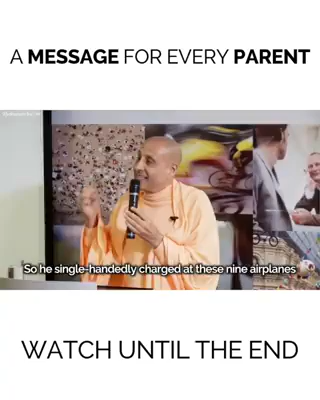 A MESSAGE FOR EVERY PARENT
So he single-handedly charged at these nine airplanes
WATCH UNTIL THE END